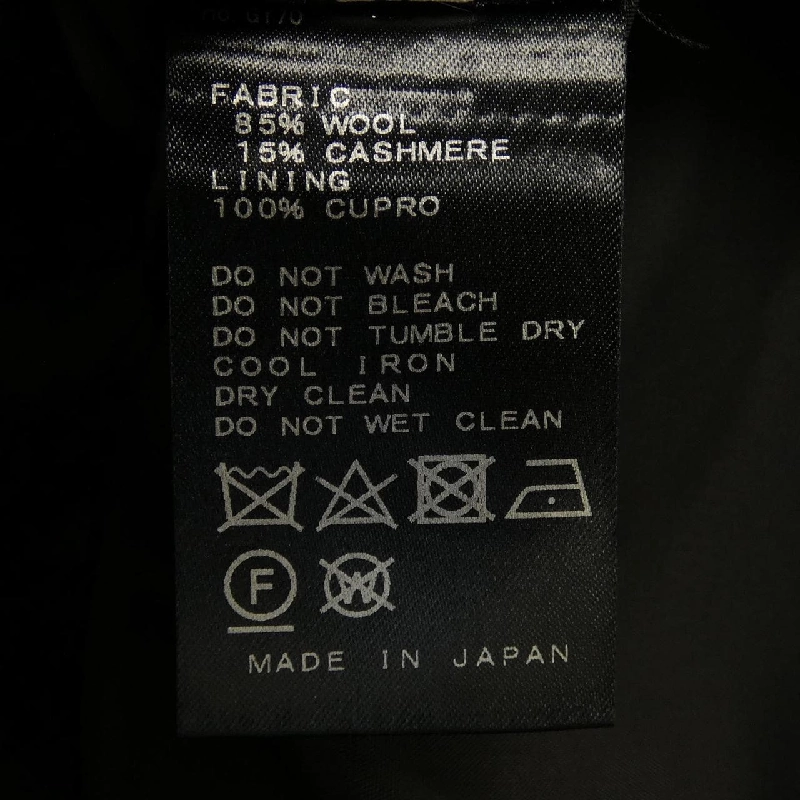 FABRIC
85% WOOL
15% CASHMERE
LINING
100% CUPRO
DO NOT WASH
DO NOT BLEACH
DO NOT TUMBLE DRY
COOL IRON
DRY CLEAN
DO NOT WET CLEAN
F W
MADE IN JAPAN